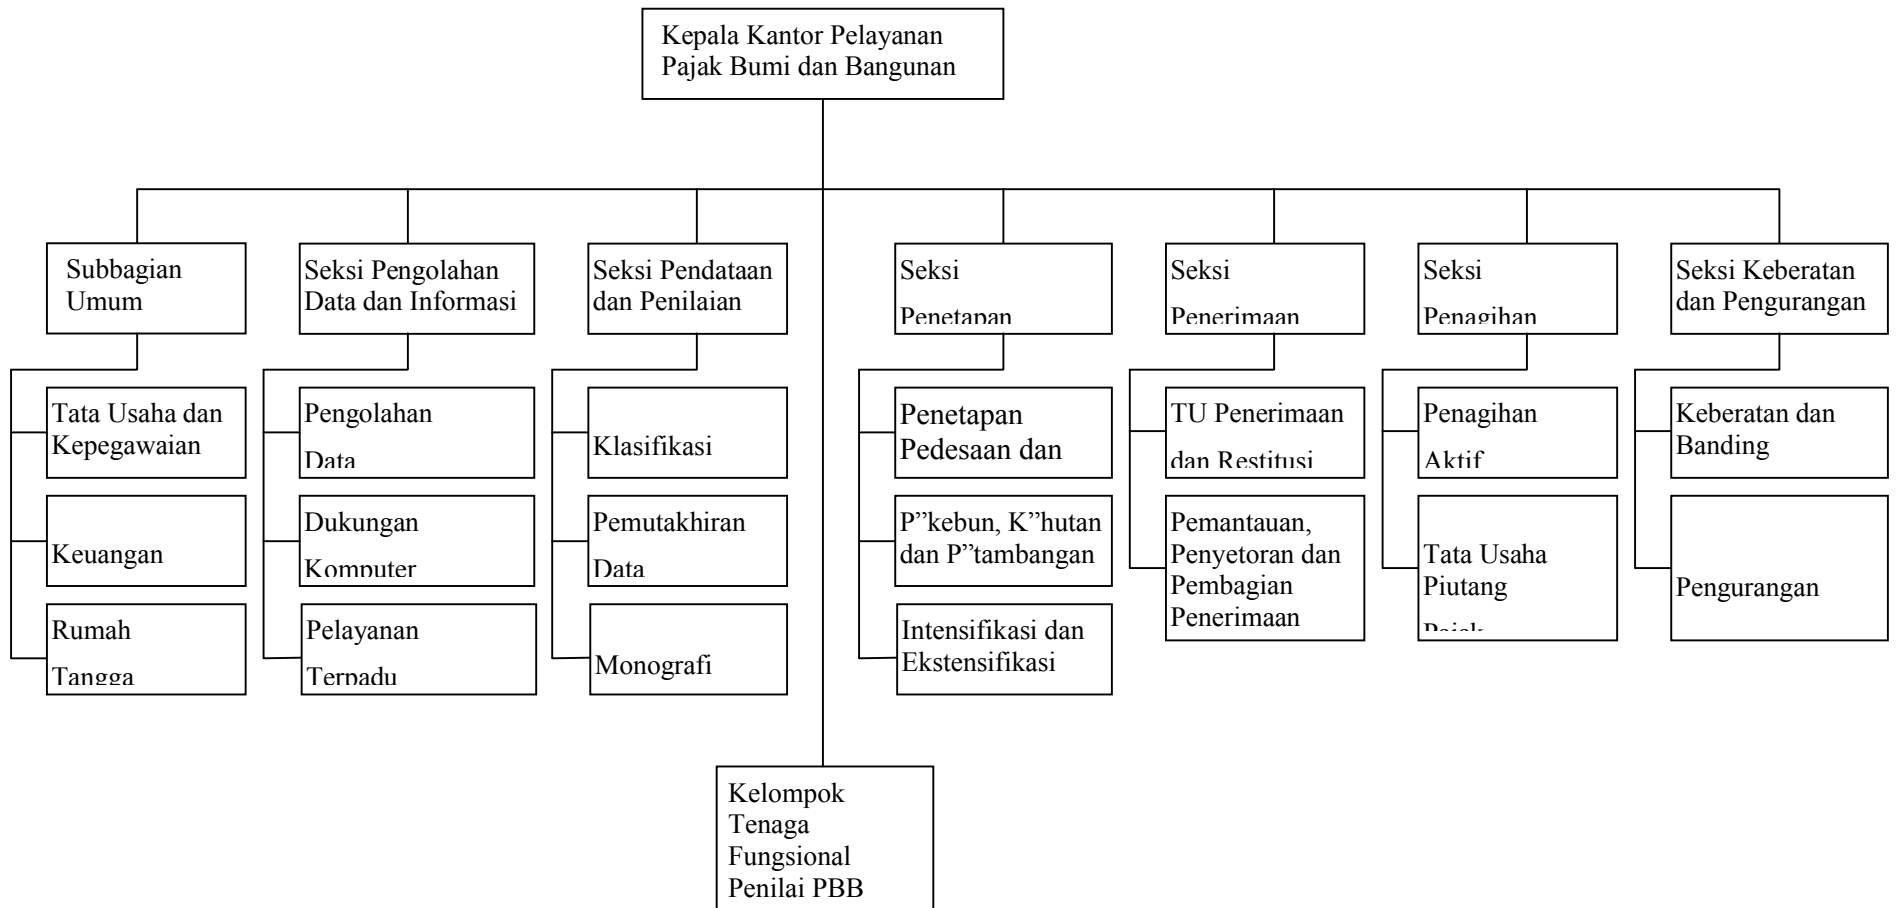 Kepala Kantor Pelayanan
Pajak Bumi dan Bangunan
Subbagian
Umum
Seksi Pengolahan
Data dan Informasi
Seksi Pendataan
dan Penilaian
Seksi
Penetapan
Seksi
Penerimaan
Seksi
Penagihan
Seksi Keberatan
dan Pengurangan
Tata Usaha dan
Kepegawaian
Pengolahan
Data
Klasifikasi
Penetapan
Pedesaan dan
TU Penerimaan
dan Restitusi
Penagihan
Aktif
Keberatan dan
Banding
Keuangan
Dukungan
Komputer
Pemutakhiran
Data
P”kebun, K”hutan
dan P”tambangan
Pemantauan,
Penyetoran dan
Pembagian
Penerimaan
Tata Usaha
Piutang
Pajak
Pengurangan
Rumah
Tangga
Pelayanan
Terpadu
Monografi
Intensifikasi dan
Ekstensifikasi
Kelompok
Tenaga
Fungsional
Penilai PBB